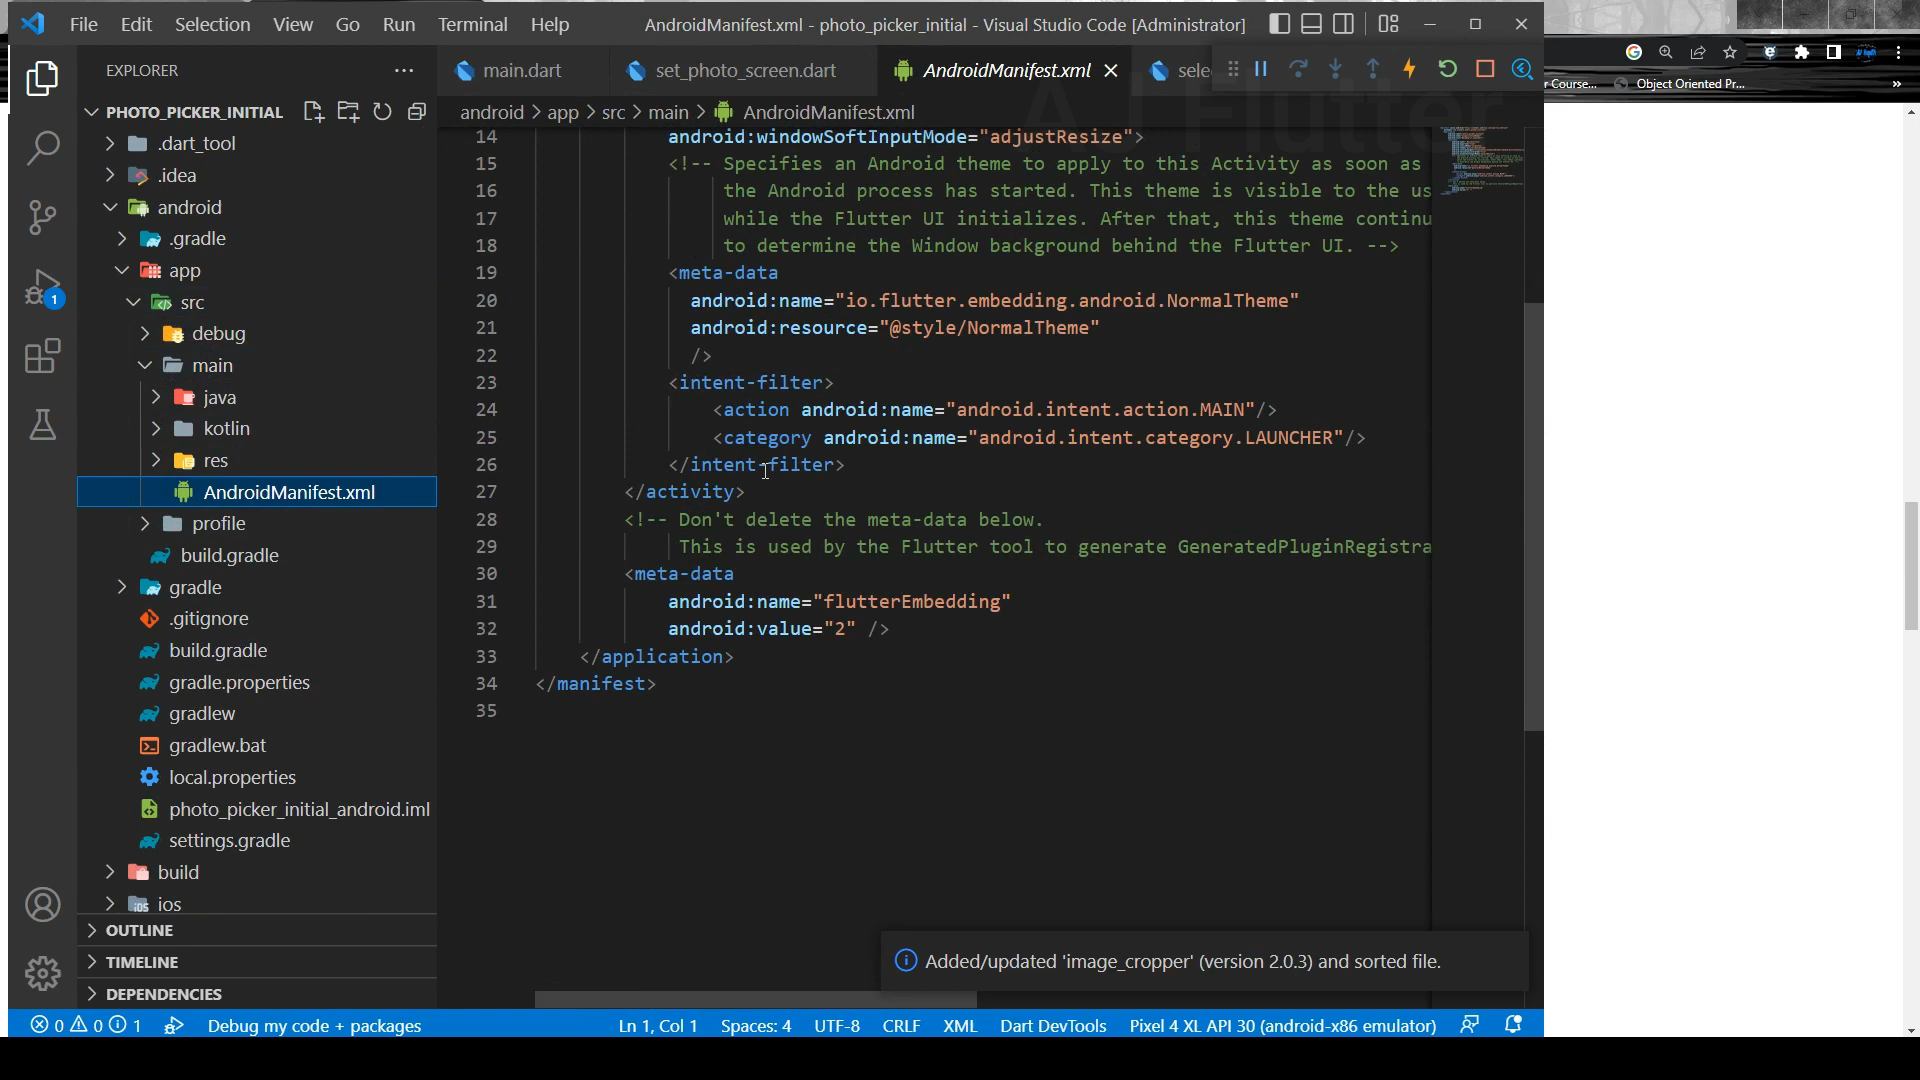 File Edit Selection View Go Run Terminal Help AndroidManifest.xml - photo_picker_initial - Visual Studio Code [Administrator]
EXPLORER
main.dart set_photo_screen.dart AndroidManifest.xml sele
r Course... Object Oriented Pr...
AJ Flutter
PHOTO_PICKER_INITIAL
android > app > src > main > AndroidManifest.xml
.dart_tool
.idea
android
.gradle
app
src
debug
main
java
kotlin
res
AndroidManifest.xml
profile
build.gradle
gradle
.gitignore
build.gradle
gradle.properties
gradlew
gradlew.bat
local.properties
photo_picker_initial_android.iml
settings.gradle
build
ios
OUTLINE
TIMELINE
DEPENDENCIES
14 android:windowSoftInputMode="adjustResize">
15 <!-- Specifies an Android theme to apply to this Activity as soon as
16 the Android process has started. This theme is visible to the us
17 while the Flutter UI initializes. After that, this theme continu
18 to determine the Window background behind the Flutter UI. -->
19 <meta-data
20 android:name="io.flutter.embedding.android.NormalTheme"
21 android:resource="@style/NormalTheme"
22 />
23 <intent-filter>
24 <action android:name="android.intent.action.MAIN"/>
25 <category android:name="android.intent.category.LAUNCHER"/>
26 </intent-filter>
27 </activity>
28 <!-- Don't delete the meta-data below.
29 This is used by the Flutter tool to generate GeneratedPluginRegistra
30 <meta-data
31 android:name="flutterEmbedding"
32 android:value="2" />
33 </application>
34 </manifest>
35
1
Added/updated 'image_cropper' (version 2.0.3) and sorted file.
0 0 1 Debug my code + packages Ln 1, Col 1 Spaces: 4 UTF-8 CRLF XML Dart DevTools Pixel 4 XL API 30 (android-x86 emulator)